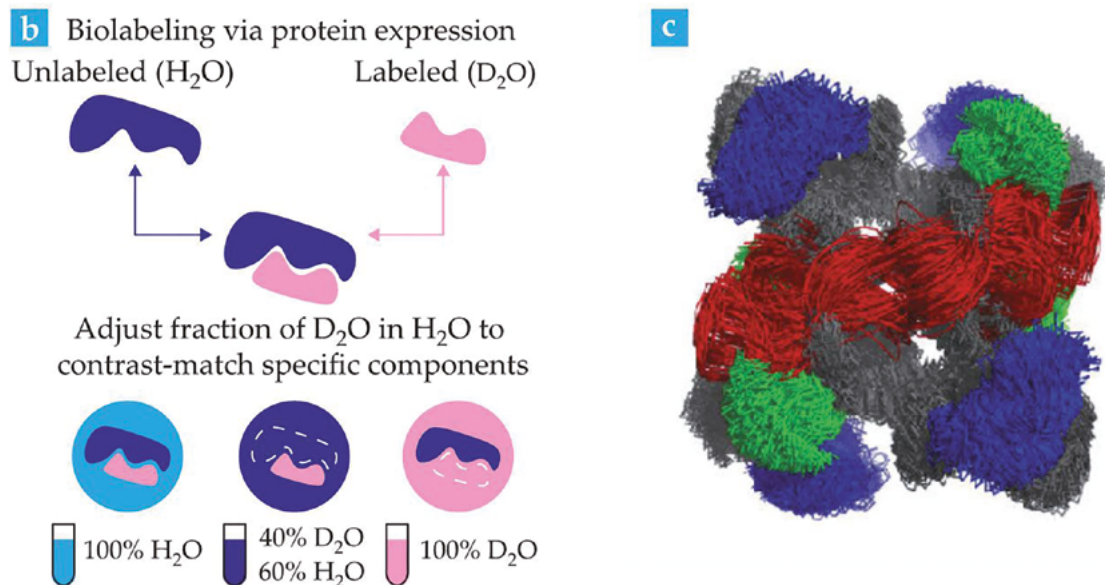 b Biolabeling via protein expression
Unlabeled (H₂O)
Labeled (D₂O)
Adjust fraction of D₂O in H₂O to
contrast-match specific components
100% H₂O
40% D₂O
60% H₂O
100% D₂O
c